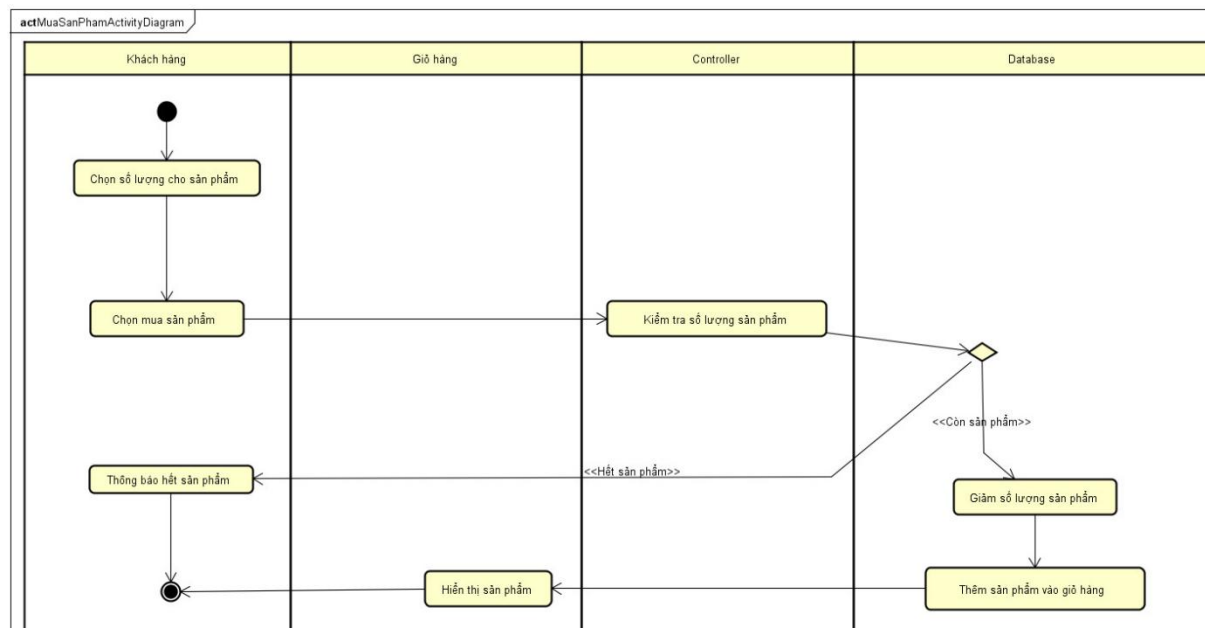 actMuaSanPhamActivityDiagram
Khách hàng
Giỏ hàng
Controller
Database
Chọn số lượng cho sản phẩm
Chọn mua sản phẩm
Kiểm tra số lượng sản phẩm
<<Còn sản phẩm>>
<<Hết sản phẩm>>
Thông báo hết sản phẩm
Giảm số lượng sản phẩm
Hiển thị sản phẩm
Thêm sản phẩm vào giỏ hàng